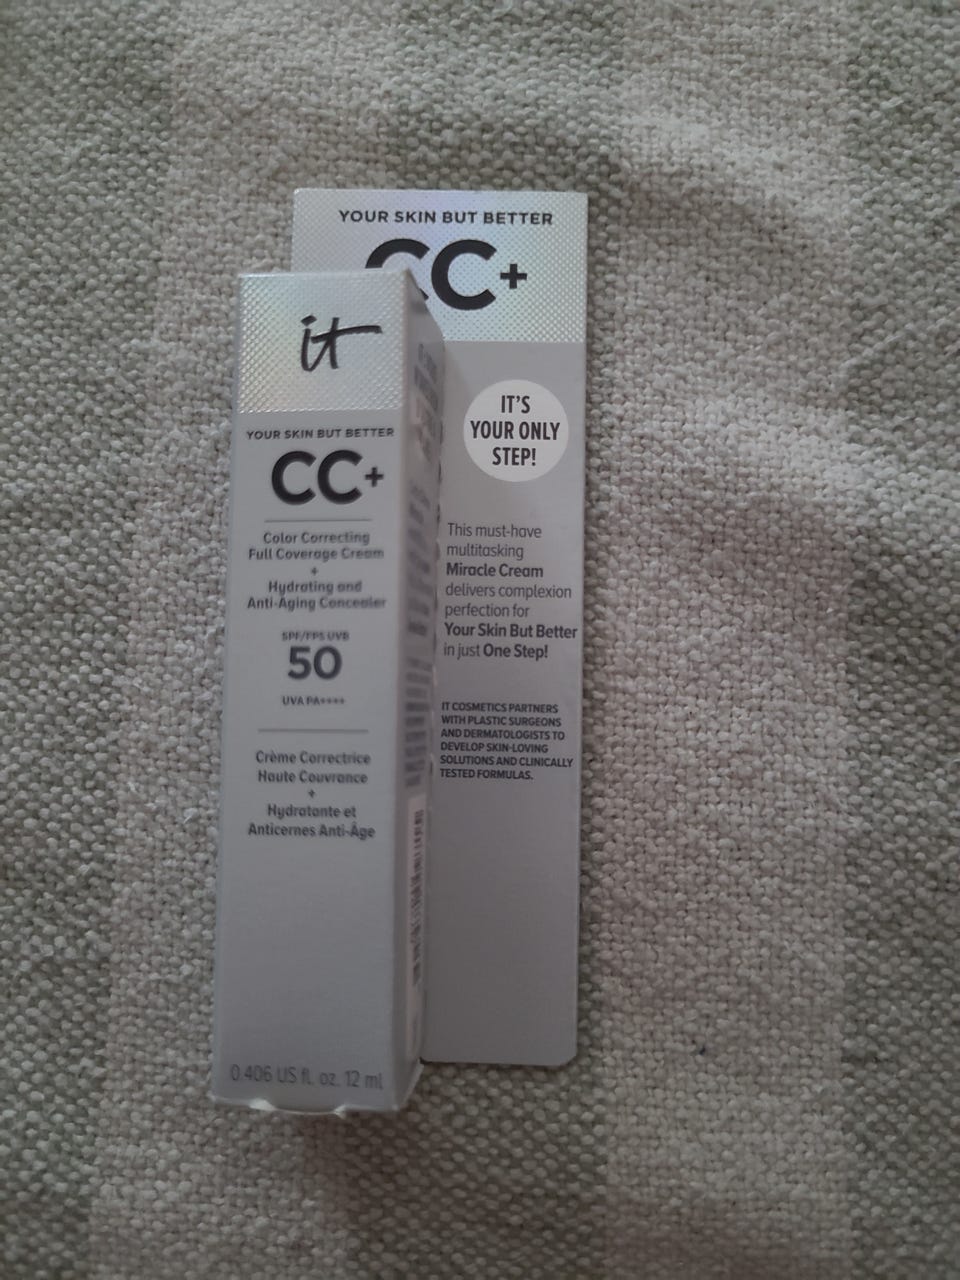 YOUR SKIN BUT BETTER
CC+
IT'S
YOUR ONLY
STEP!
This must-have
multitasking
Miracle Cream
delivers complexion
perfection for
Your Skin But Better
in just One Step!
IT COSMETICS PARTNERS
WITH PLASTIC SURGEONS
AND DERMATOLOGISTS TO
DEVELOP SKIN-LOVING
SOLUTIONS AND CLINICALLY
TESTED FORMULAS.
it
YOUR SKIN BUT BETTER
CC+
Color Correcting
Full Coverage Cream
+
Hydrating and
Anti-Aging Concealer
SPF/FPS UVB
50
UVA PA++++
Crème Correctrice
Haute Couvrance
+
Hydratante et
Anticernes Anti-Âge
0.406 US fl. oz. 12 ml